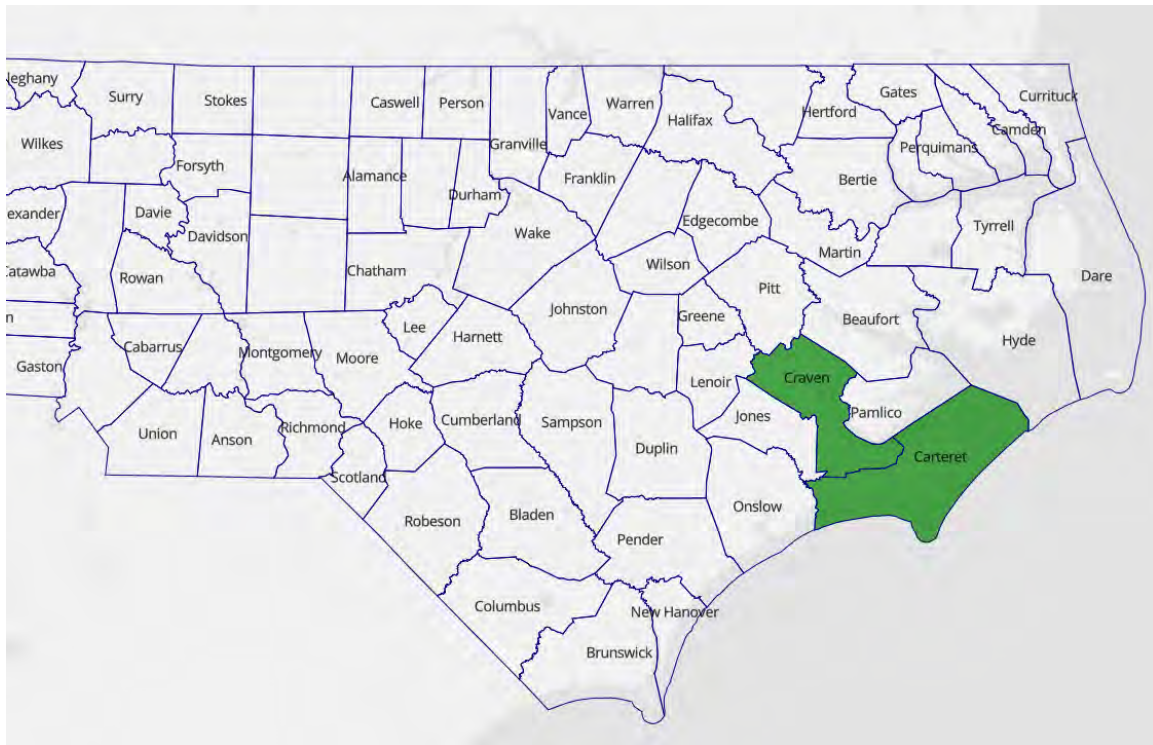 leghany
Surry
Stokes
Caswell
Person
Vance
Warren
Halifax
Hertford
Gates
Currituck
Camden
Perquimans
Wilkes
Forsyth
Alamance
Granville
Durham
Franklin
Bertie
exander
Davie
Davidson
Wake
Edgecombe
Martin
Tyrrell
Catawba
Rowan
Chatham
Wilson
Pitt
Dare
n
Lee
Harnett
Johnston
Greene
Beaufort
Hyde
Gaston
Cabarrus
Montgomery
Moore
Lenoir
Craven
Pamlico
Union
Anson
Richmond
Hoke
Cumberland
Sampson
Duplin
Jones
Carteret
Scotland
Robeson
Bladen
Pender
Onslow
Columbus
New Hanover
Brunswick